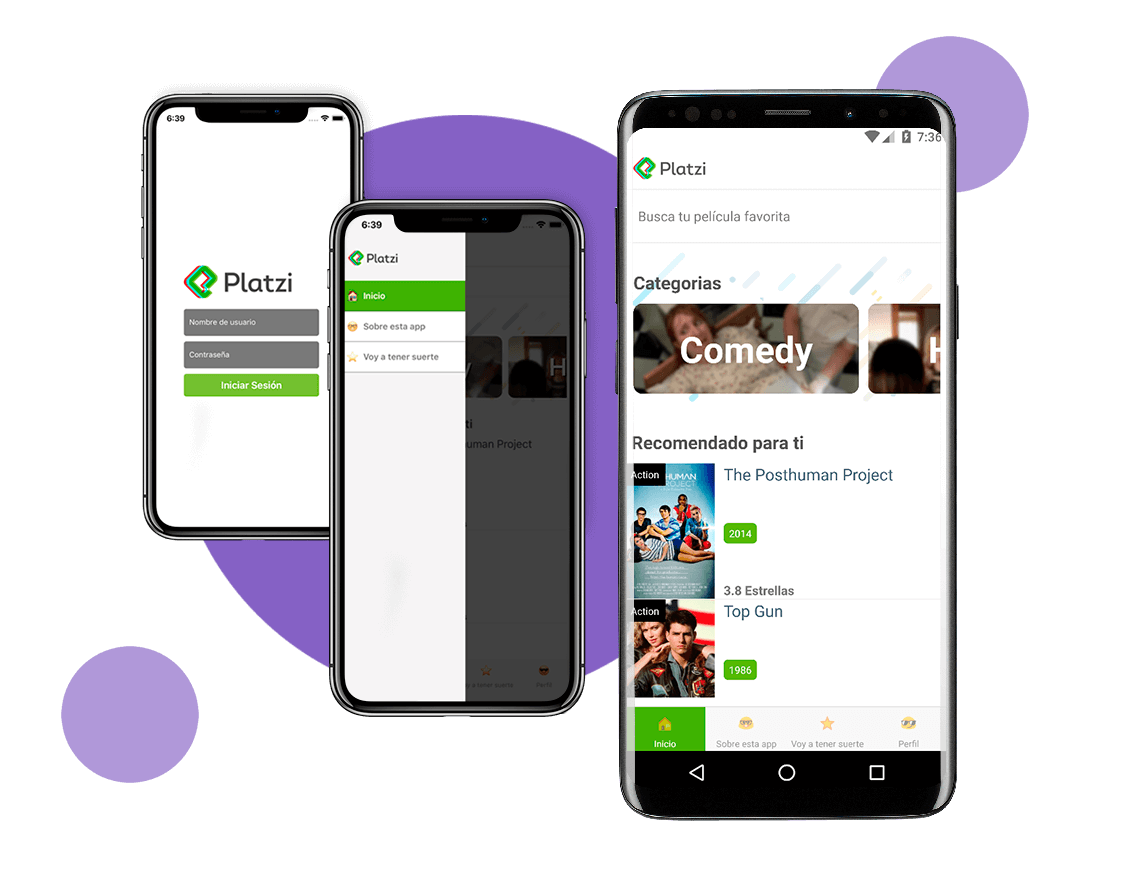 6:39
Platzi
Nombre de usuario
Contraseña
Iniciar Sesión
6:39
Platzi
Inicio
Sobre esta app
Voy a tener suerte
H
ti
uman Project
a tener suerte
Perfil
7:36
Platzi
Busca tu película favorita
Categorias
Comedy
H
Recomendado para ti
Action
HUMAN
PROJECT
The Posthuman Project
2014
3.8 Estrellas
Action
Top Gun
1986
Inicio
Sobre esta app
Voy a tener suerte
Perfil